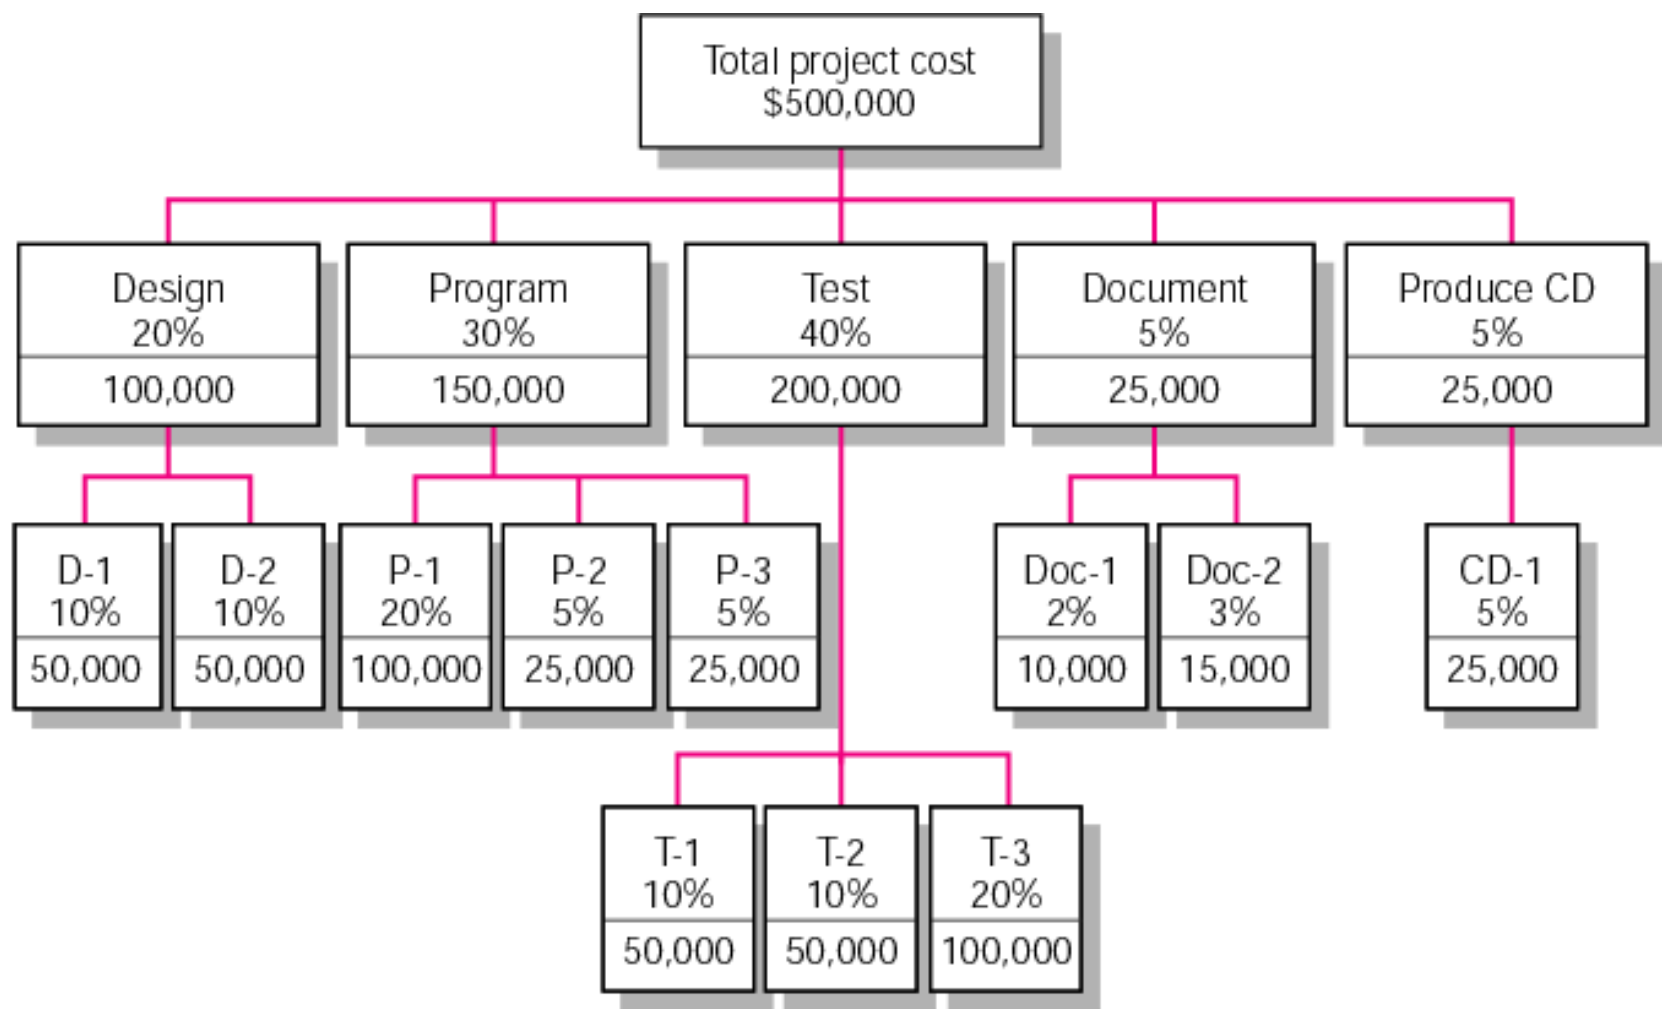 Total project cost
$500,000
Design
20%
100,000
Program
30%
150,000
Test
40%
200,000
Document
5%
25,000
Produce CD
5%
25,000
D-1
10%
50,000
D-2
10%
50,000
P-1
20%
100,000
P-2
5%
25,000
P-3
5%
25,000
Doc-1
2%
10,000
Doc-2
3%
15,000
CD-1
5%
25,000
T-1
10%
50,000
T-2
10%
50,000
T-3
20%
100,000